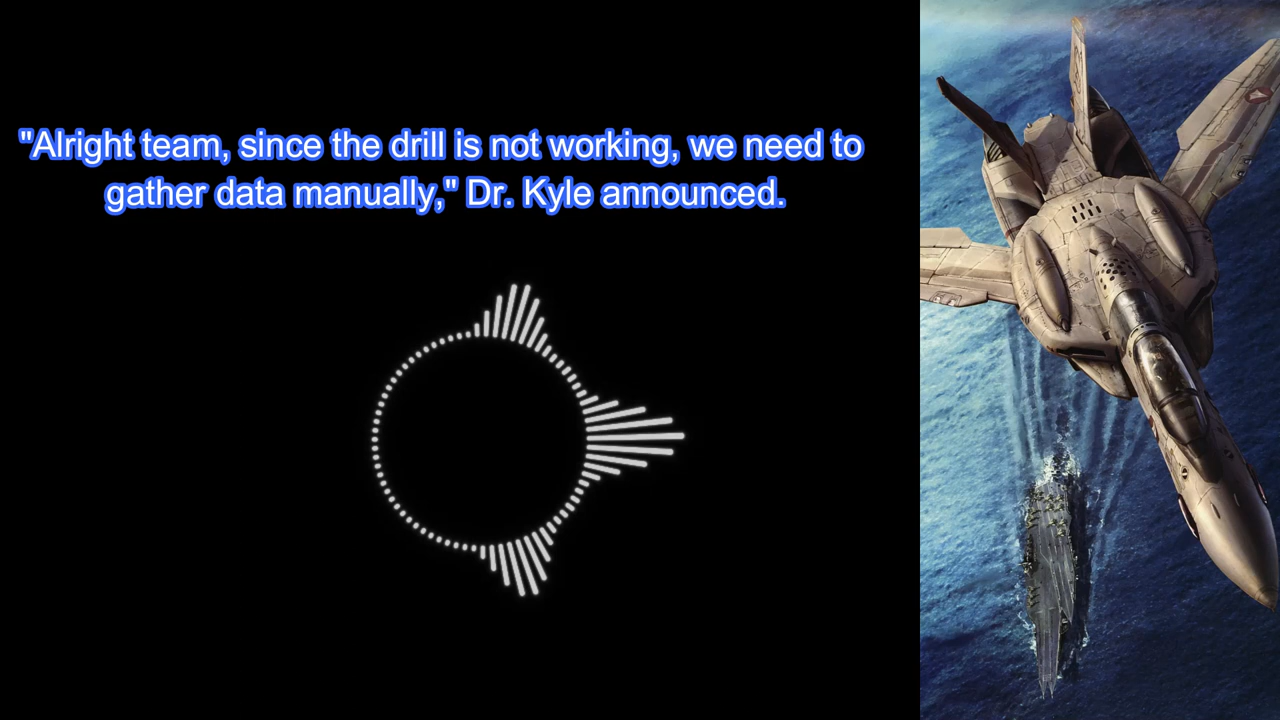 "Alright team, since the drill is not working, we need to
gather data manually," Dr. Kyle announced.